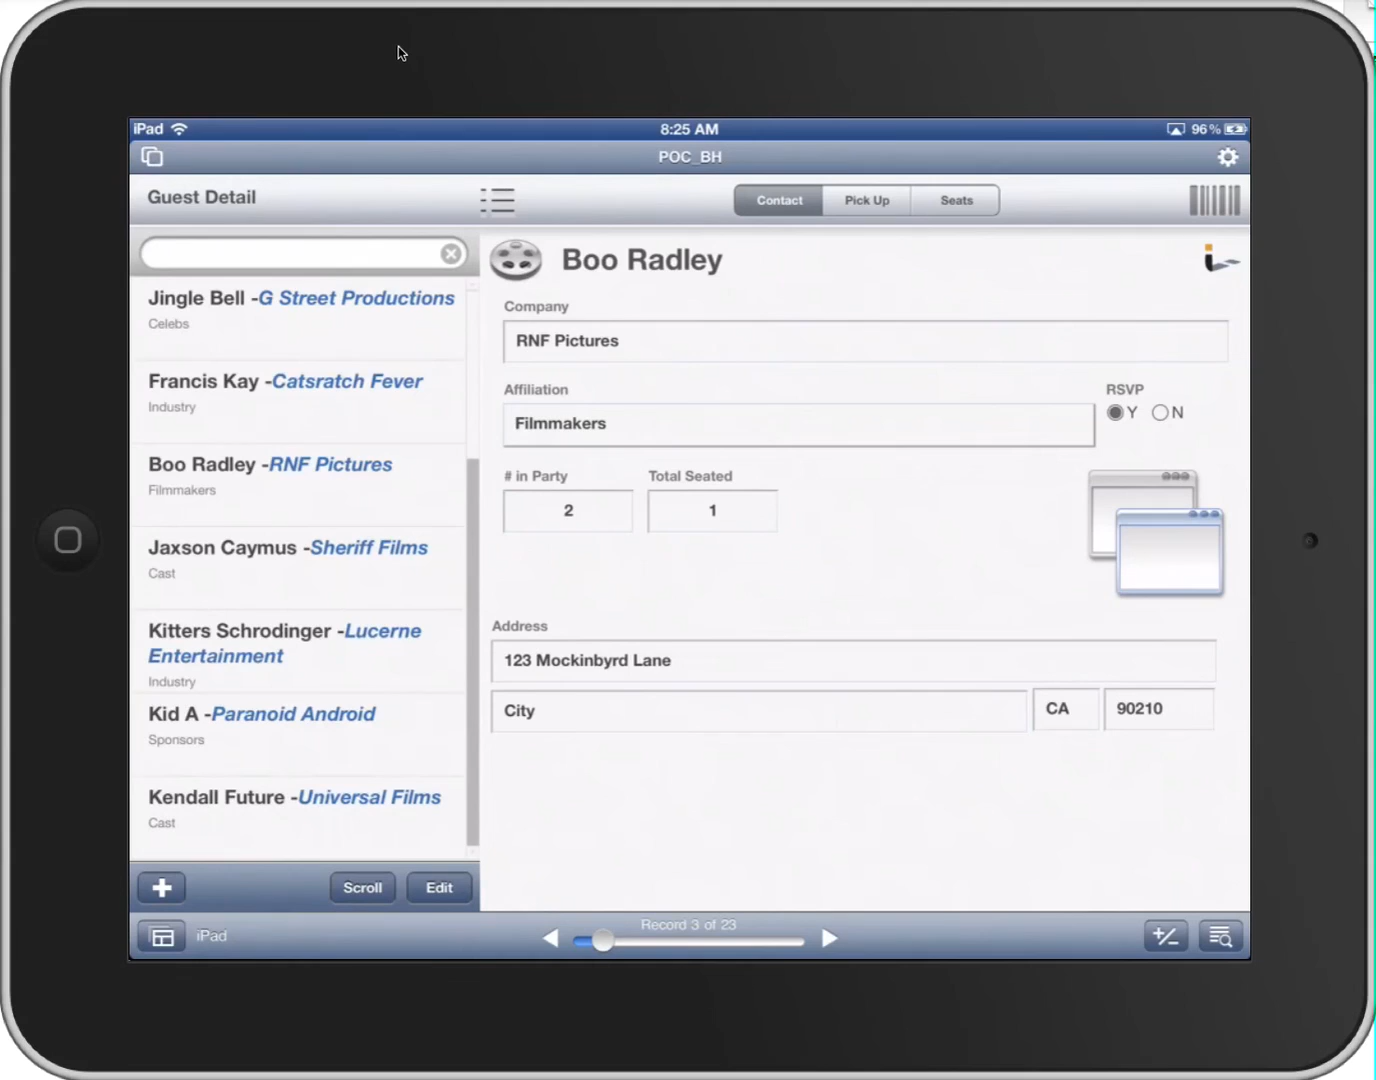 iPad
8:25 AM
96%
POC_BH
Guest Detail
Contact
Pick Up
Seats
Jingle Bell -G Street Productions
Celebs
Francis Kay -Catsratch Fever
Industry
Boo Radley -RNF Pictures
Filmmakers
Jaxson Caymus -Sheriff Films
Cast
Kitters Schrodinger -Lucerne
Entertainment
Industry
Kid A -Paranoid Android
Sponsors
Kendall Future -Universal Films
Cast
Scroll
Edit
Boo Radley
Company
RNF Pictures
Affiliation
RSVP
Filmmakers
Y
N
# in Party
Total Seated
2
1
Address
123 Mockinbyrd Lane
City
CA
90210
iPad
Record 3 of 23